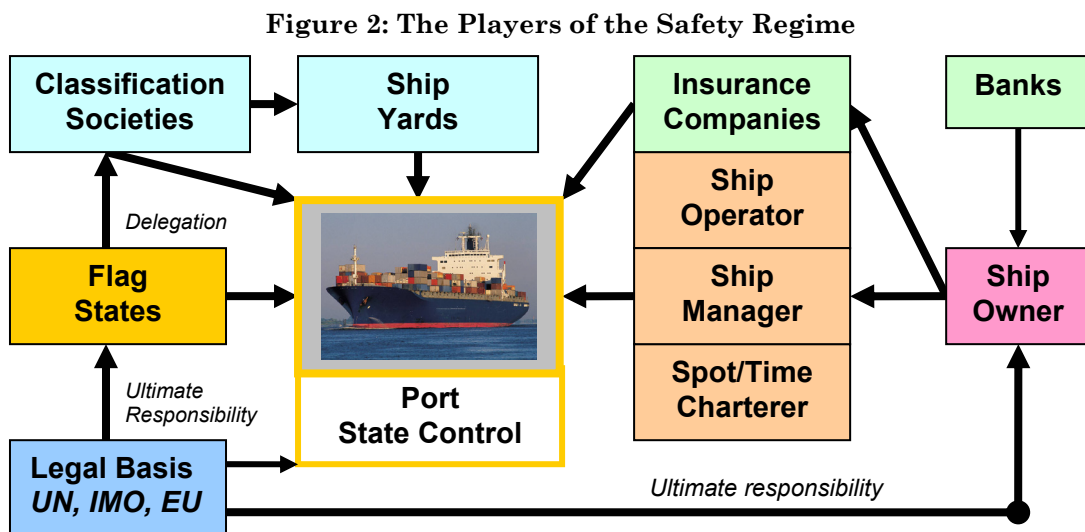 Figure 2: The Players of the Safety Regime
Classification
Societies
Ship
Yards
Insurance
Companies
Banks
Ship
Operator
Delegation
Flag
States
Ship
Manager
Ship
Owner
Ultimate
Responsibility
Port
State Control
Spot/Time
Charterer
Legal Basis
UN, IMO, EU
Ultimate responsibility